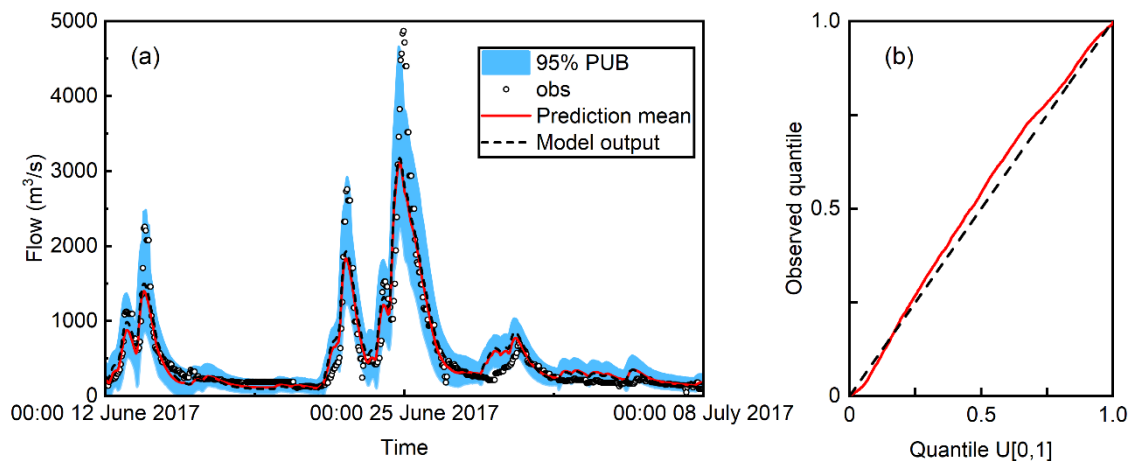 (a)
5000
4000
3000
2000
1000
0
Flow (m³/s)
95% PUB
obs
Prediction mean
Model output
00:00 12 June 2017
00:00 25 June 2017
00:00 08 July 2017
Time
(b)
1.0
0.5
0
Observed quantile
0
0.5
1.0
Quantile U[0,1]